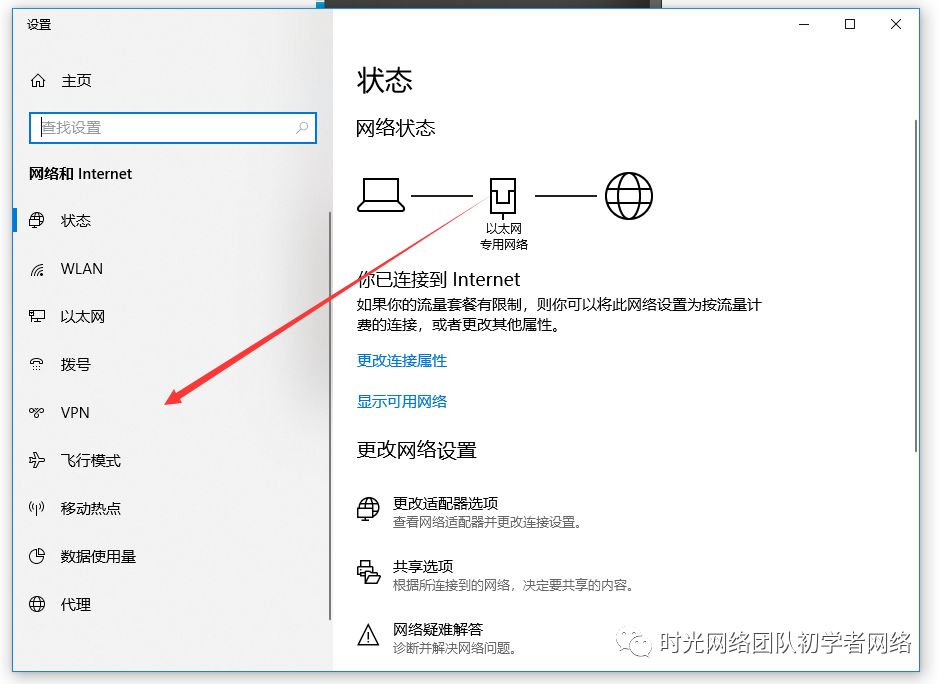 设置
主页
查找设置
网络和 Internet
状态
WLAN
以太网
拨号
VPN
飞行模式
移动热点
数据使用量
代理
状态
网络状态
以太网
专用网络
你已连接到 Internet
如果你的流量套餐有限制，则你可以将此网络设置为按流量计
费的连接，或者更改其他属性。
更改连接属性
显示可用网络
更改网络设置
更改适配器选项
查看网络适配器并更改连接设置。
共享选项
根据所连接到的网络，决定要共享的内容。
网络疑难解答
诊断并解决网络问题。
时光网络团队初学者网络